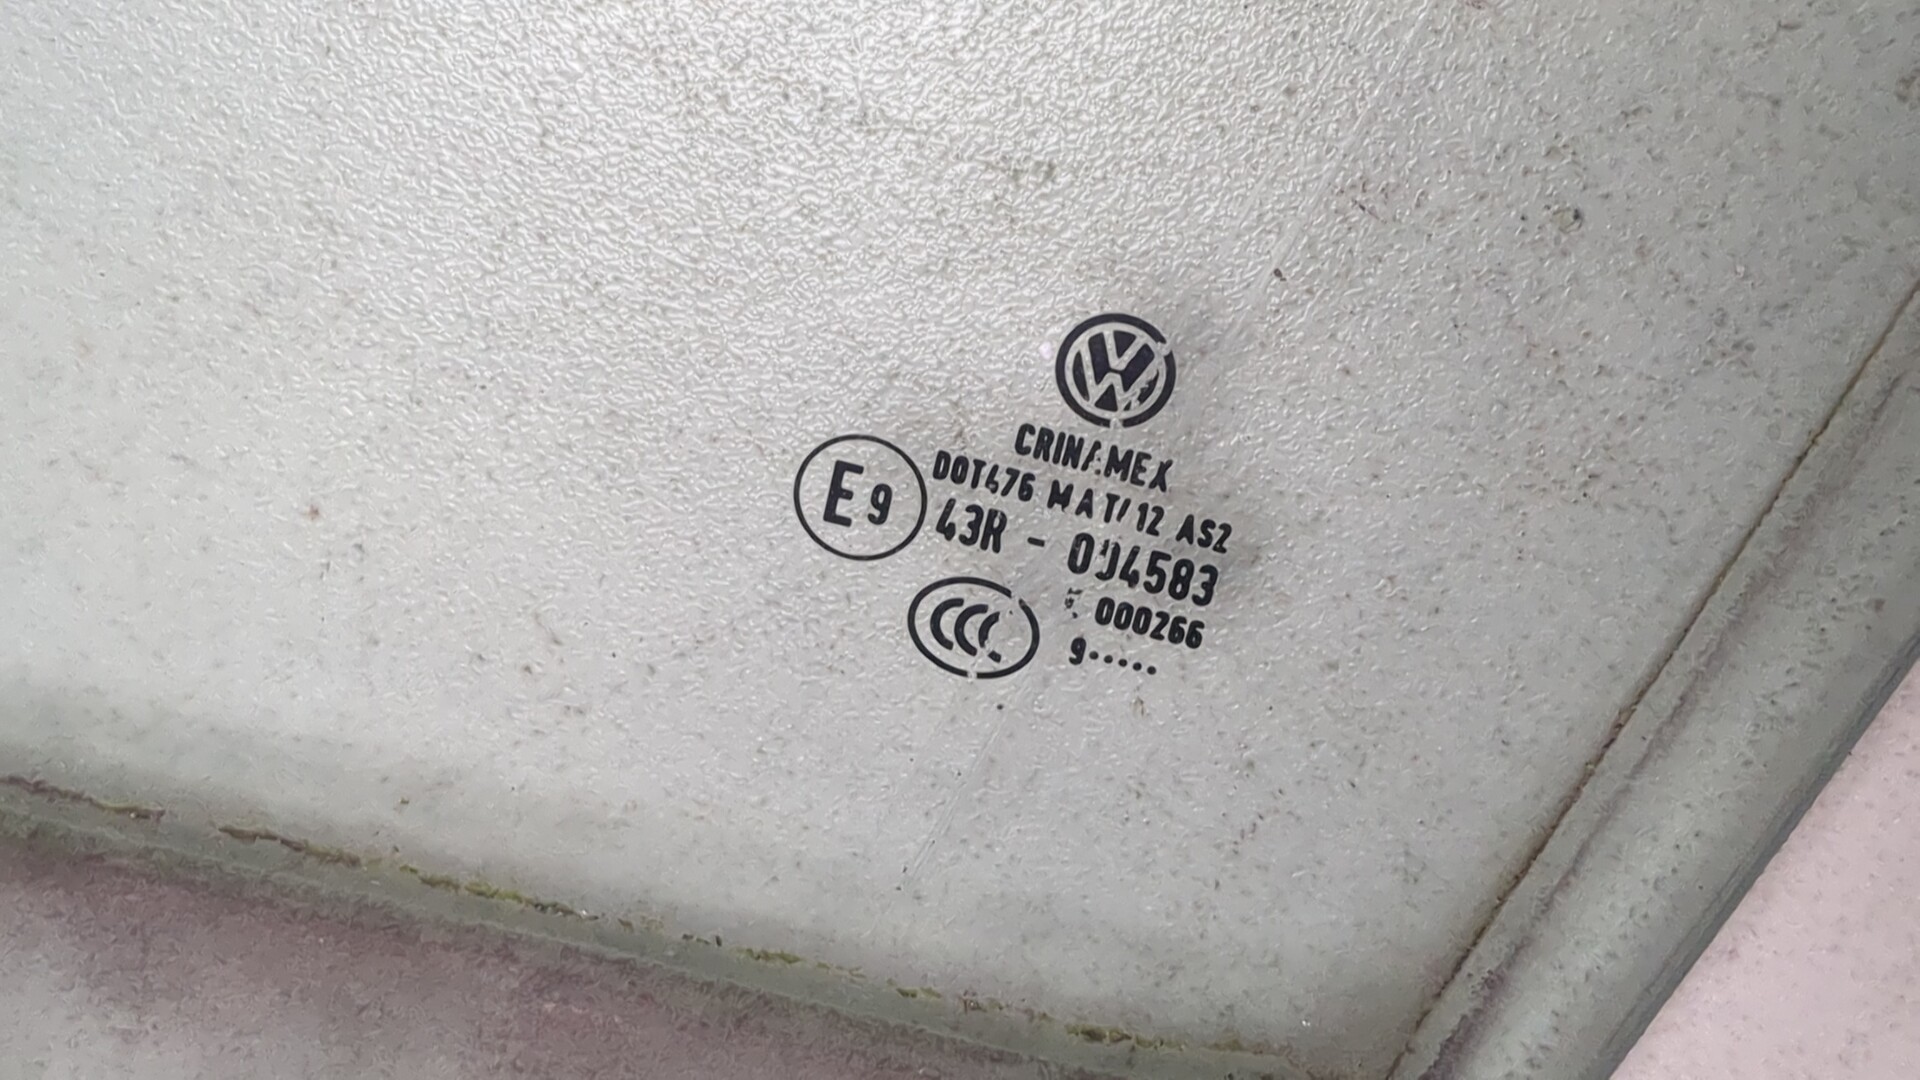 CRINAMEX
DOT476 MAT/12 AS2
E9
43R - 004583
000266
9·····